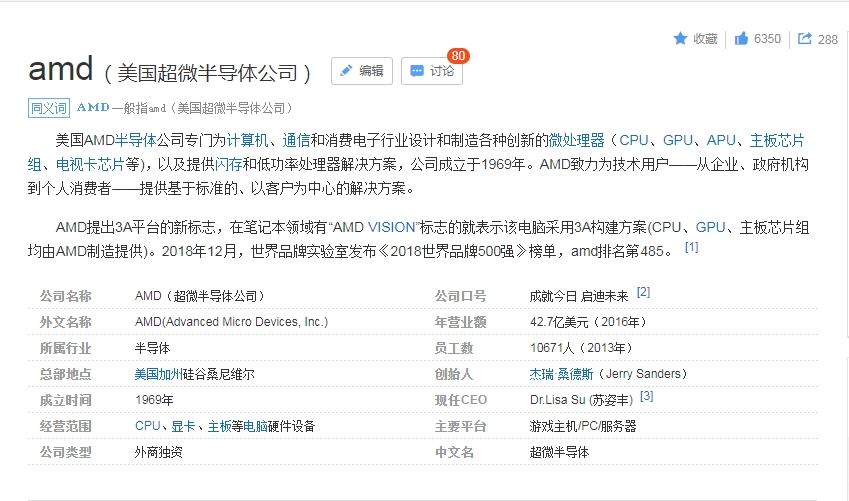 收藏 6350 288
amd（美国超微半导体公司） 编辑 讨论 80
同义词 AMD一般指amd（美国超微半导体公司）
美国AMD半导体公司专门为计算机、通信和消费电子行业设计和制造各种创新的微处理器（CPU、GPU、APU、主板芯片
组、电视卡芯片等)，以及提供闪存和低功率处理器解决方案，公司成立于1969年。AMD致力为技术用户——从企业、政府机构
到个人消费者——提供基于标准的、以客户为中心的解决方案。
AMD提出3A平台的新标志，在笔记本领域有“AMD VISION”标志的就表示该电脑采用3A构建方案(CPU、GPU、主板芯片组
均由AMD制造提供)。2018年12月，世界品牌实验室发布《2018世界品牌500强》榜单，amd排名第485。 [1]
公司名称 AMD（超微半导体公司） 公司口号 成就今日 启迪未来 [2]
外文名称 AMD(Advanced Micro Devices, Inc.) 年营业额 42.7亿美元（2016年）
所属行业 半导体 员工数 10671人（2013年）
总部地点 美国加州硅谷桑尼维尔 创始人 杰瑞·桑德斯（Jerry Sanders）
成立时间 1969年 现任CEO Dr.Lisa Su (苏姿丰) [3]
经营范围 CPU、显卡、主板等电脑硬件设备 主要平台 游戏主机/PC/服务器
公司类型 外商独资 中文名 超微半导体